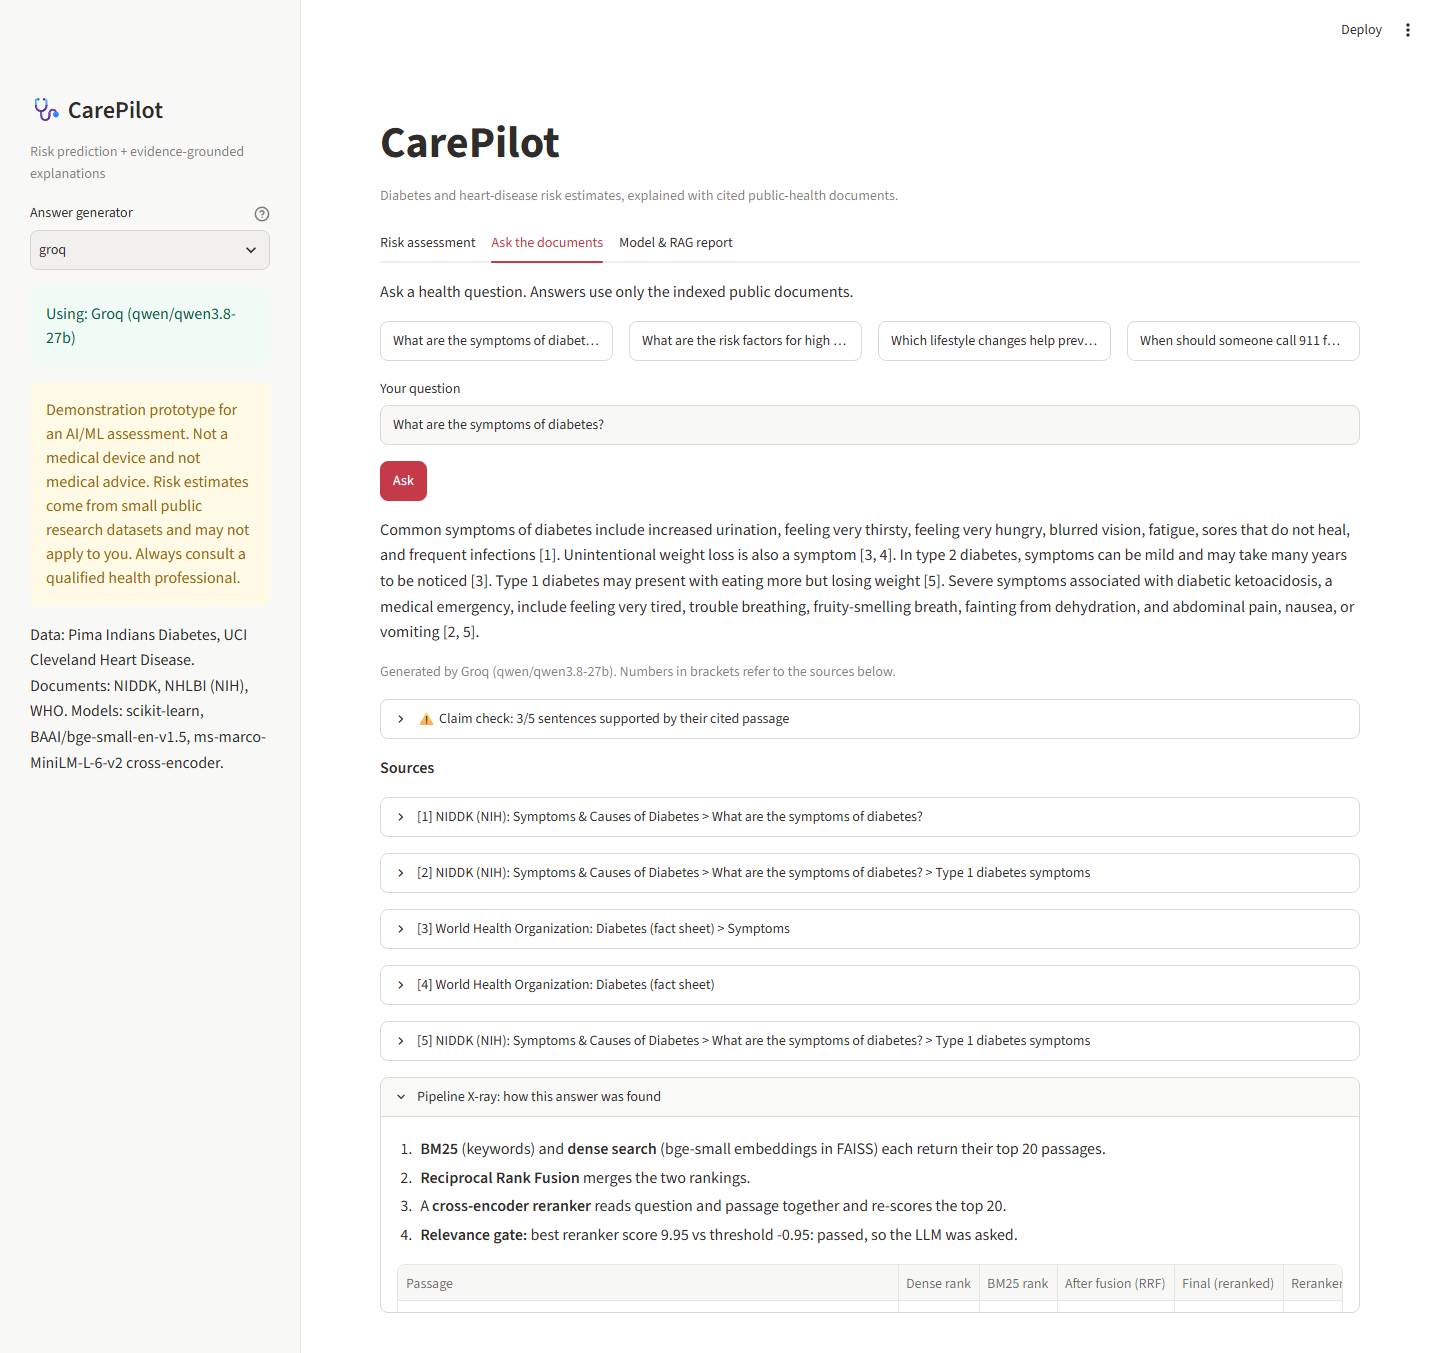 Deploy
CarePilot
Risk prediction + evidence-grounded
explanations
Answer generator
groq
Using: Groq (qwen/qwen3.8-
27b)
Demonstration prototype for
an AI/ML assessment. Not a
medical device and not
medical advice. Risk estimates
come from small public
research datasets and may not
apply to you. Always consult a
qualified health professional.
Data: Pima Indians Diabetes, UCI
Cleveland Heart Disease.
Documents: NIDDK, NHLBI (NIH),
WHO. Models: scikit-learn,
BAAI/bge-small-en-v1.5, ms-marco-
MiniLM-L-6-v2 cross-encoder.
CarePilot
Diabetes and heart-disease risk estimates, explained with cited public-health documents.
Risk assessment Ask the documents Model & RAG report
Ask a health question. Answers use only the indexed public documents.
What are the symptoms of diabet... What are the risk factors for high ... Which lifestyle changes help prev... When should someone call 911 f...
Your question
What are the symptoms of diabetes?
Ask
Common symptoms of diabetes include increased urination, feeling very thirsty, feeling very hungry, blurred vision, fatigue, sores that do not heal,
and frequent infections [1]. Unintentional weight loss is also a symptom [3, 4]. In type 2 diabetes, symptoms can be mild and may take many years
to be noticed [3]. Type 1 diabetes may present with eating more but losing weight [5]. Severe symptoms associated with diabetic ketoacidosis, a
medical emergency, include feeling very tired, trouble breathing, fruity-smelling breath, fainting from dehydration, and abdominal pain, nausea, or
vomiting [2, 5].
Generated by Groq (qwen/qwen3.8-27b). Numbers in brackets refer to the sources below.
Claim check: 3/5 sentences supported by their cited passage
Sources
[1] NIDDK (NIH): Symptoms & Causes of Diabetes > What are the symptoms of diabetes?
[2] NIDDK (NIH): Symptoms & Causes of Diabetes > What are the symptoms of diabetes? > Type 1 diabetes symptoms
[3] World Health Organization: Diabetes (fact sheet) > Symptoms
[4] World Health Organization: Diabetes (fact sheet)
[5] NIDDK (NIH): Symptoms & Causes of Diabetes > What are the symptoms of diabetes? > Type 1 diabetes symptoms
Pipeline X-ray: how this answer was found
1. BM25 (keywords) and dense search (bge-small embeddings in FAISS) each return their top 20 passages.
2. Reciprocal Rank Fusion merges the two rankings.
3. A cross-encoder reranker reads question and passage together and re-scores the top 20.
4. Relevance gate: best reranker score 9.95 vs threshold -0.95: passed, so the LLM was asked.
Passage Dense rank BM25 rank After fusion (RRF) Final (reranked) Reranker